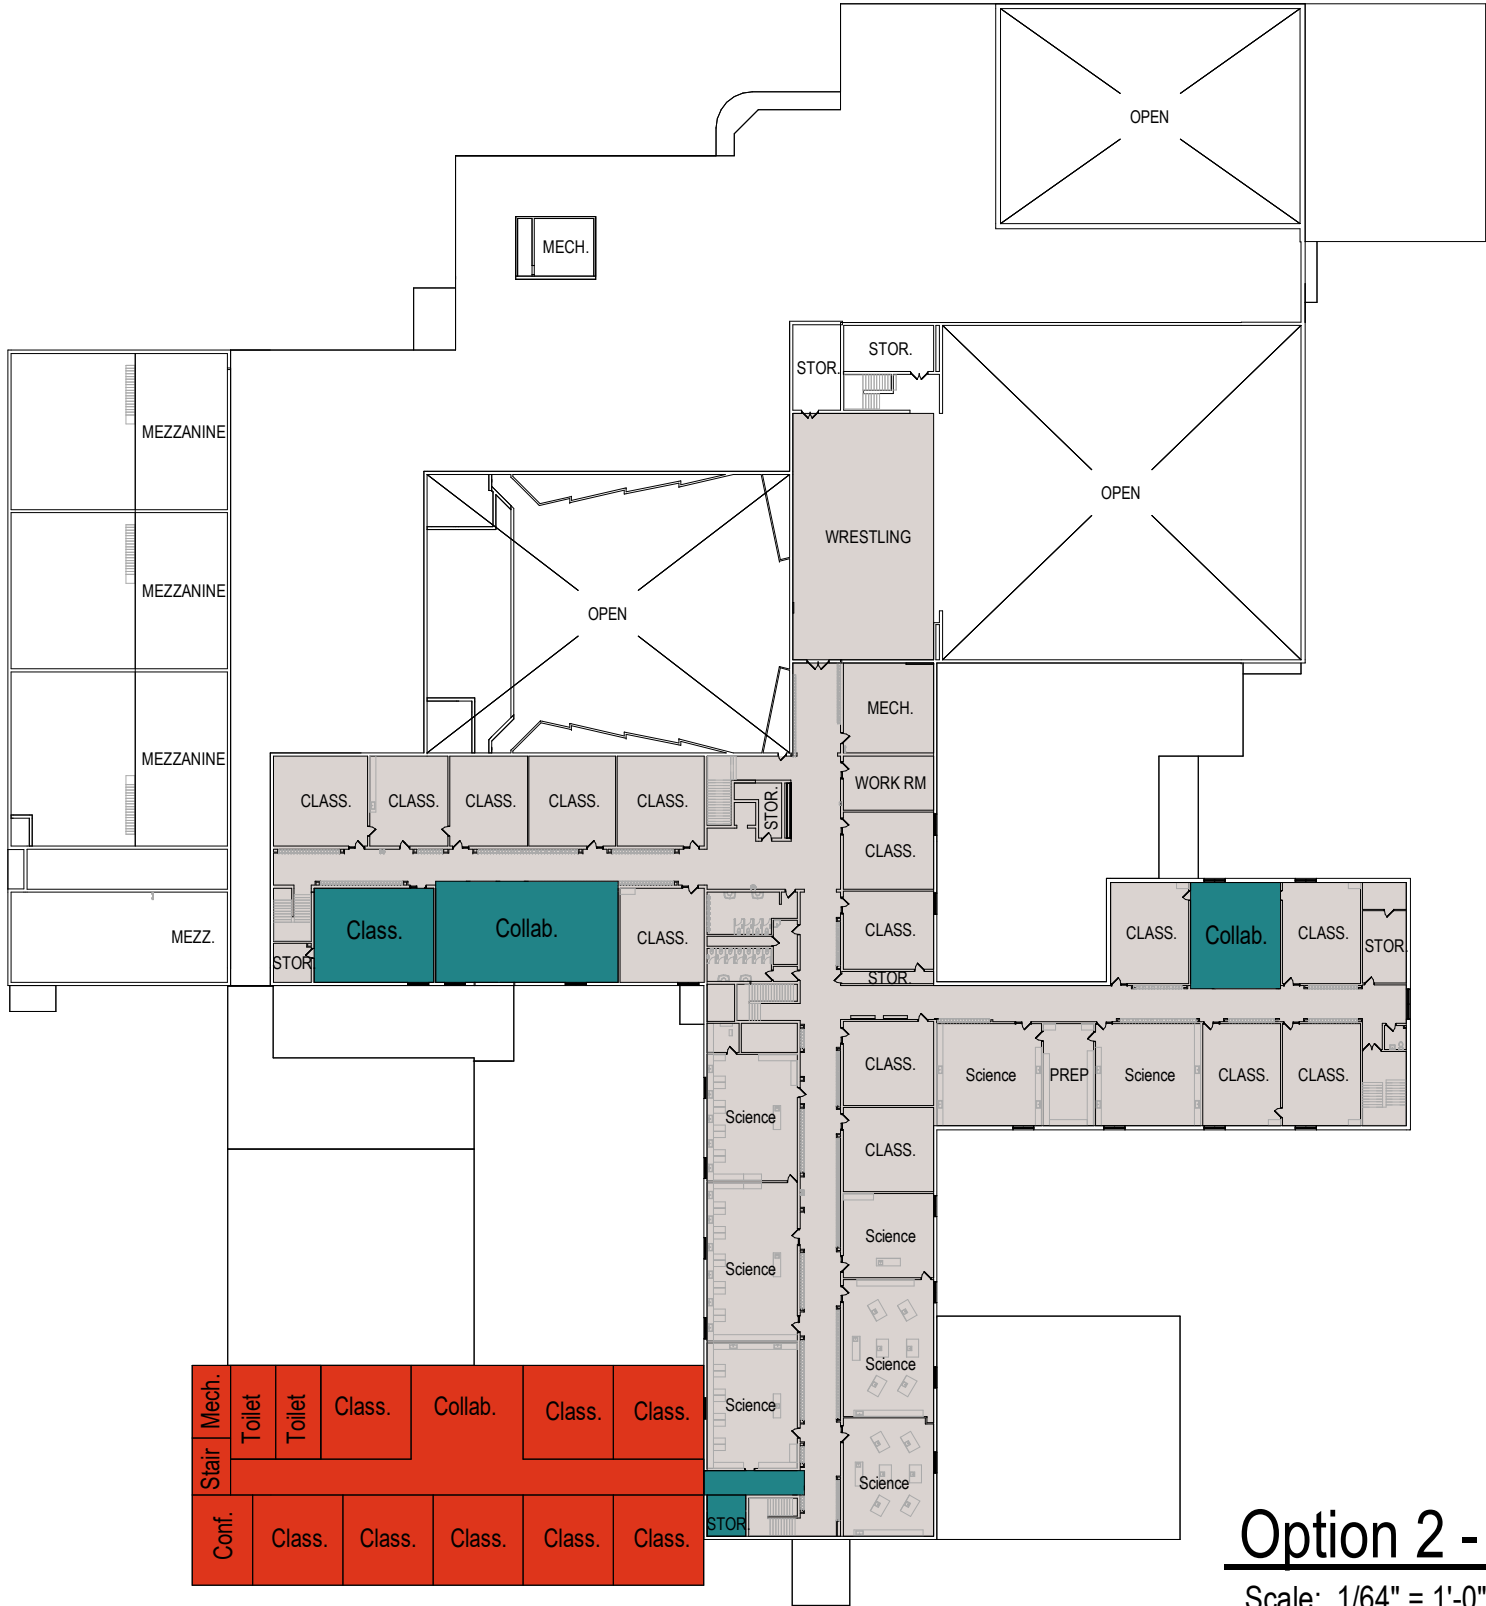 OPEN
MECH.
STOR.
STOR.
MEZZANINE
OPEN
WRESTLING
MEZZANINE
OPEN
MECH.
MEZZANINE
WORK RM
CLASS.
CLASS.
CLASS.
CLASS.
CLASS.
STOR.
CLASS.
Class.
Collab.
CLASS.
CLASS.
CLASS.
Collab.
CLASS.
STOR.
MEZZ.
STOR.
STOR.
CLASS.
Science
PREP
Science
CLASS.
CLASS.
Science
CLASS.
Science
Science
Science
Science
Mech.
Toilet
Toilet
Class.
Collab.
Class.
Class.
Stair
Science
Conf.
Class.
Class.
Class.
Class.
Class.
STOR.
Option 2 -
Scale: 1/64" = 1'-0"